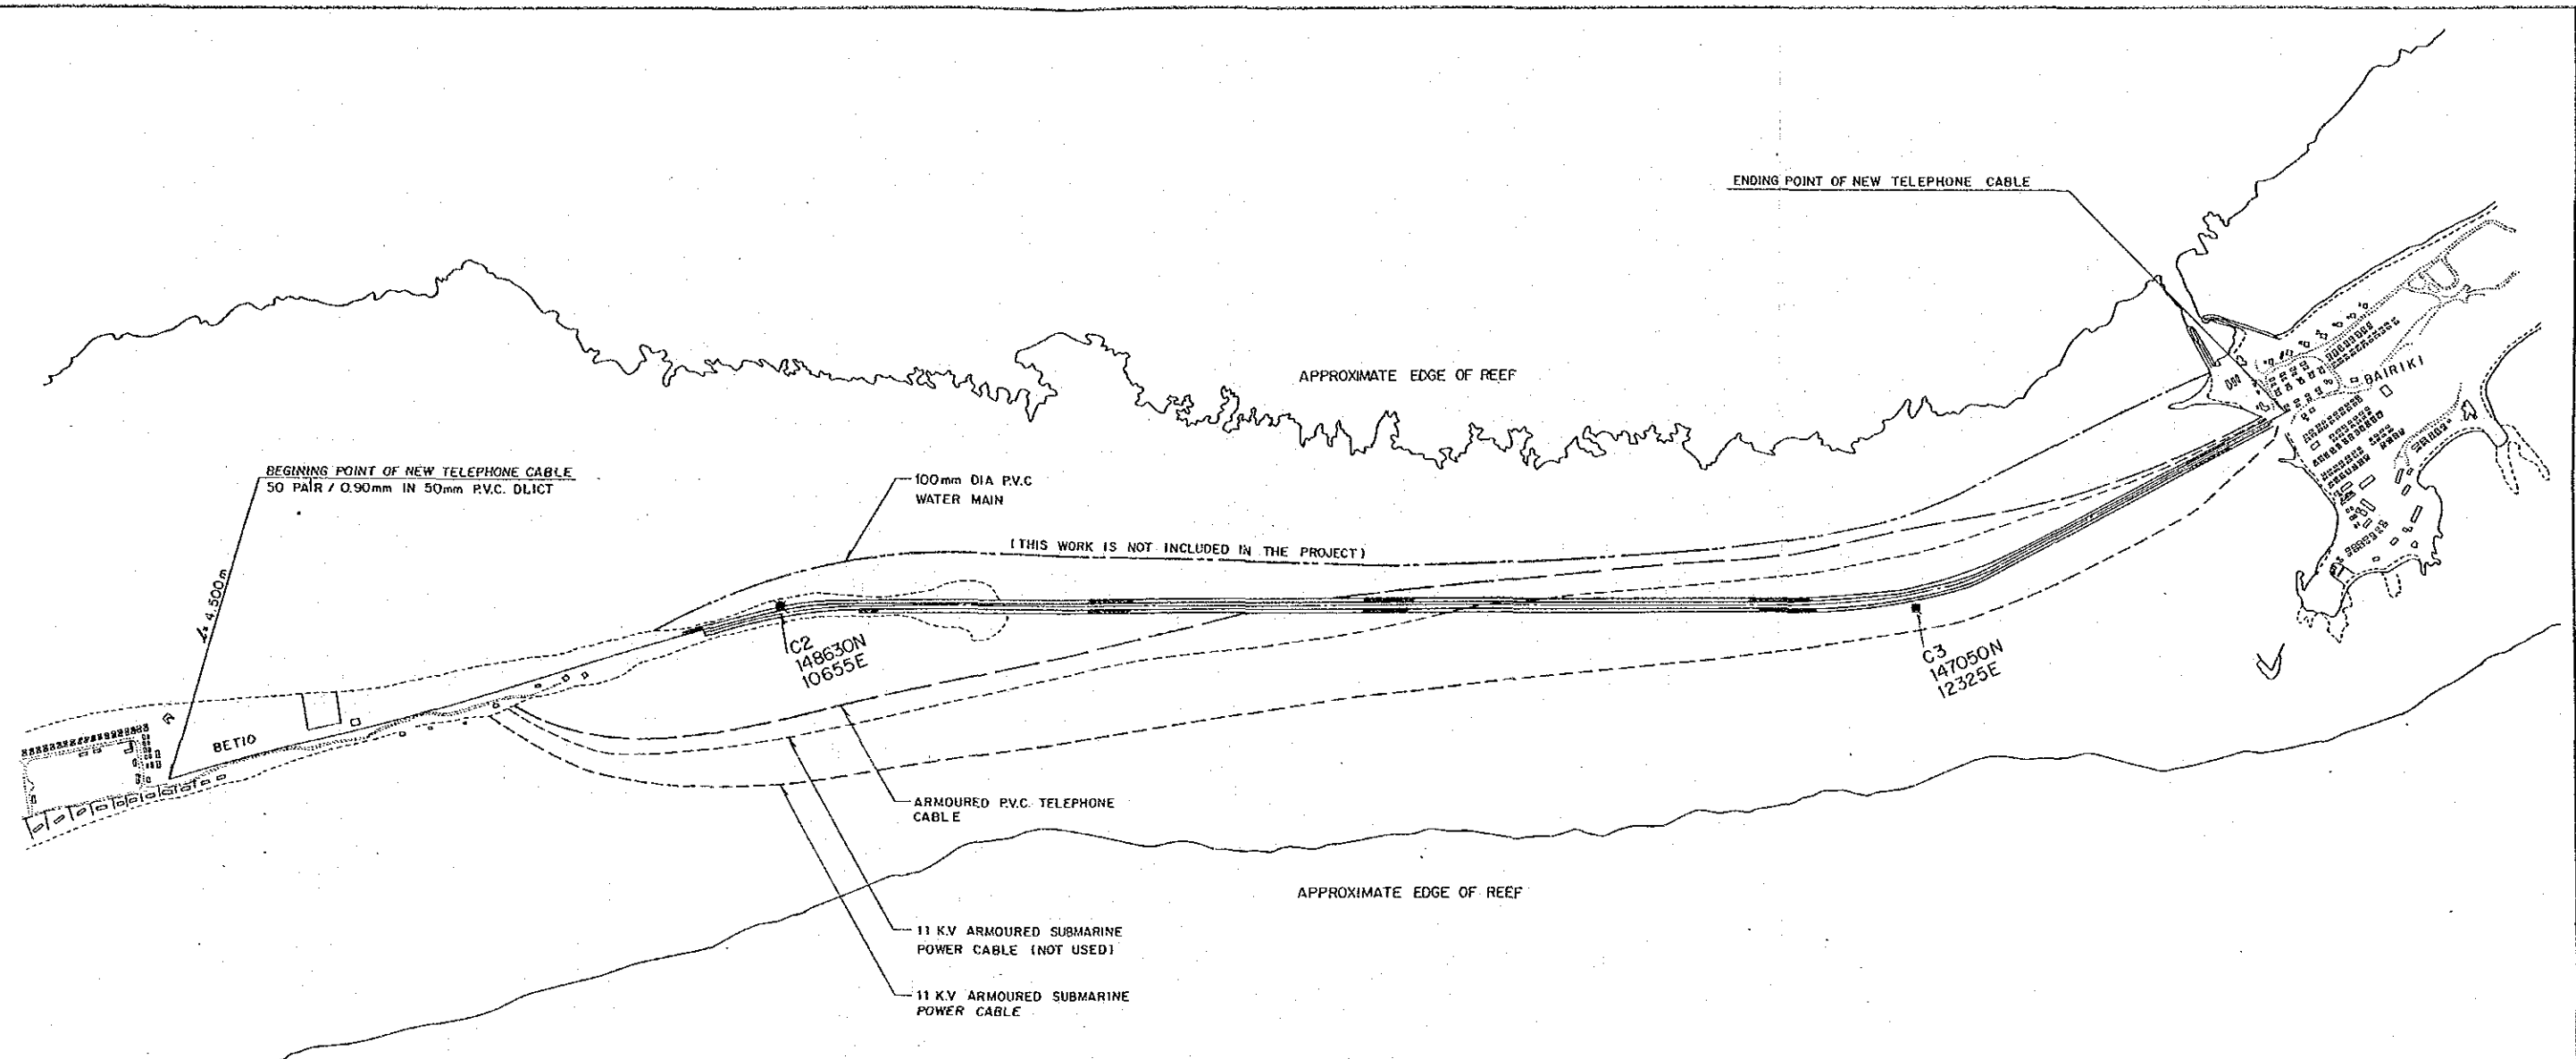 ENDING POINT OF NEW TELEPHONE CABLE
APPROXIMATE EDGE OF REEF
BAIRIKI
BEGINING POINT OF NEW TELEPHONE CABLE
50 PAIR / 0.90mm IN 50mm P.V.C. DUCT
100mm DIA P.V.C
WATER MAIN
(THIS WORK IS NOT INCLUDED IN THE PROJECT)
ℓ= 4.500m
C2
148630N
10655E
C3
147050N
12325E
BETIO
ARMOURED P.V.C. TELEPHONE
CABLE
APPROXIMATE EDGE OF REEF
11 K.V ARMOURED SUBMARINE
POWER CABLE (NOT USED)
11 K.V ARMOURED SUBMARINE
POWER CABLE